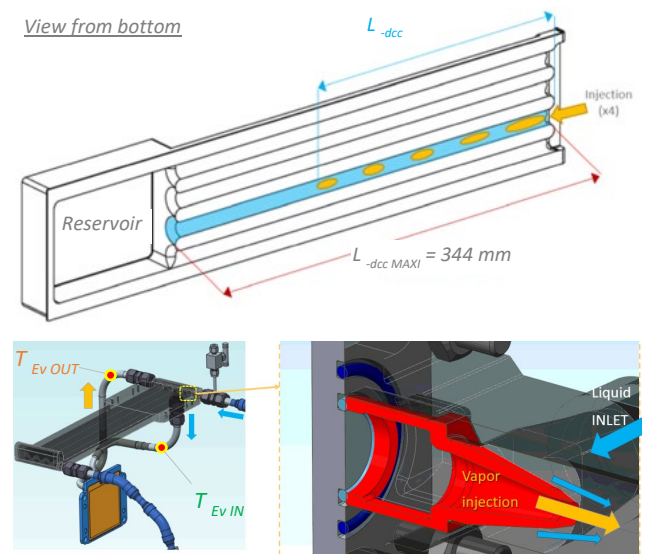 View from bottom
L -dcc
Injection
(x4)
Reservoir
L -dcc MAXI = 344 mm
T Ev OUT
T Ev IN
Liquid
INLET
Vapor
injection